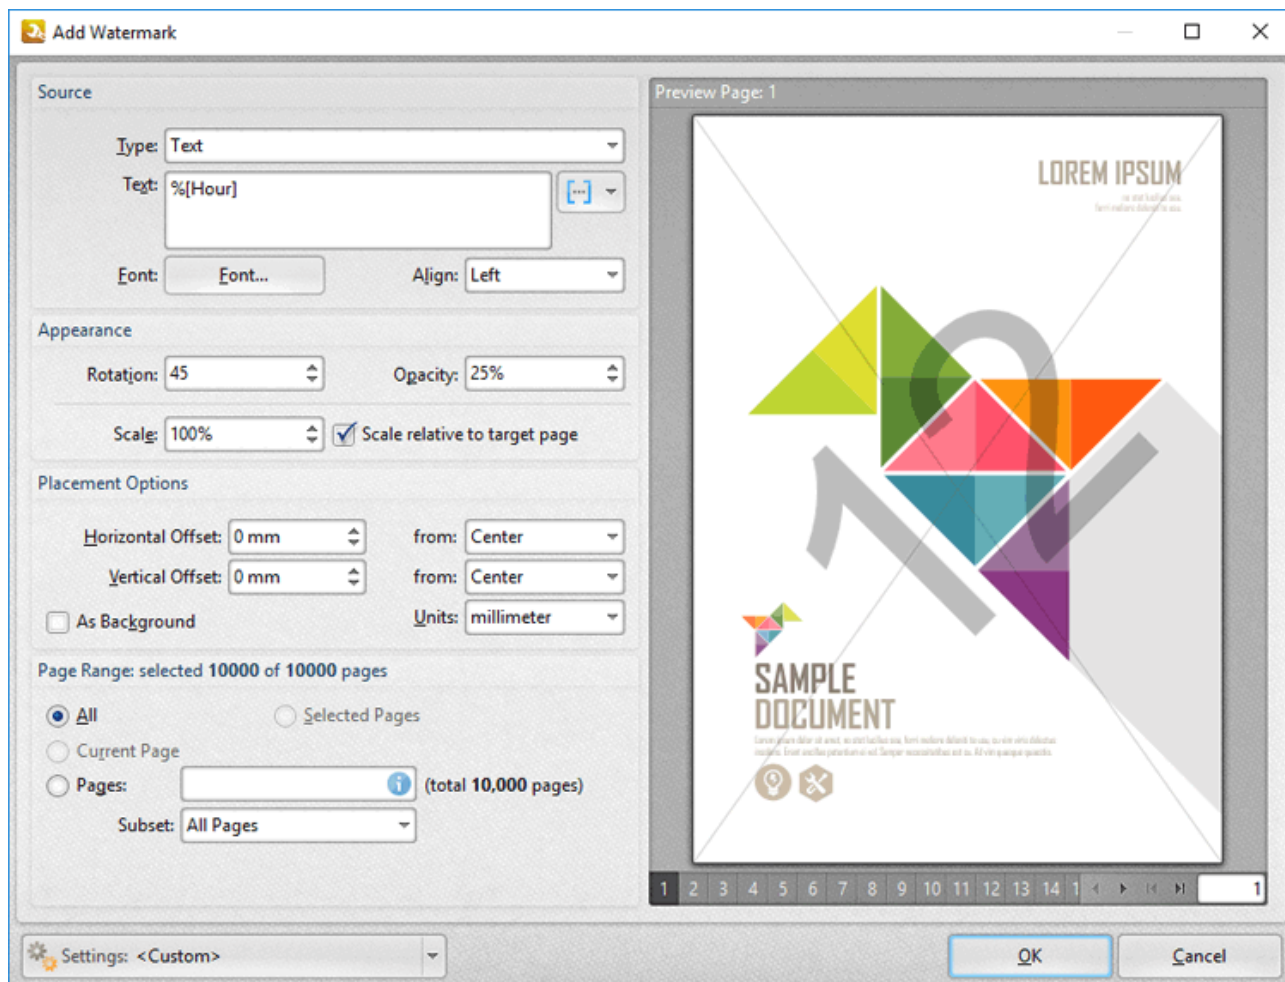 Add Watermark
Source
Type: Text
Text: %[Hour]
Font: Font... Align: Left
Appearance
Rotation: 45 Opacity: 25%
Scale: 100% Scale relative to target page
Placement Options
Horizontal Offset: 0 mm from: Center
Vertical Offset: 0 mm from: Center
As Background Units: millimeter
Page Range: selected 10000 of 10000 pages
All Selected Pages
Current Page
Pages: (total 10,000 pages)
Subset: All Pages
Settings: <Custom>
Preview Page: 1
LOREM IPSUM
12
SAMPLE
DOCUMENT
1 2 3 4 5 6 7 8 9 10 11 12 13 14 1 1
OK Cancel